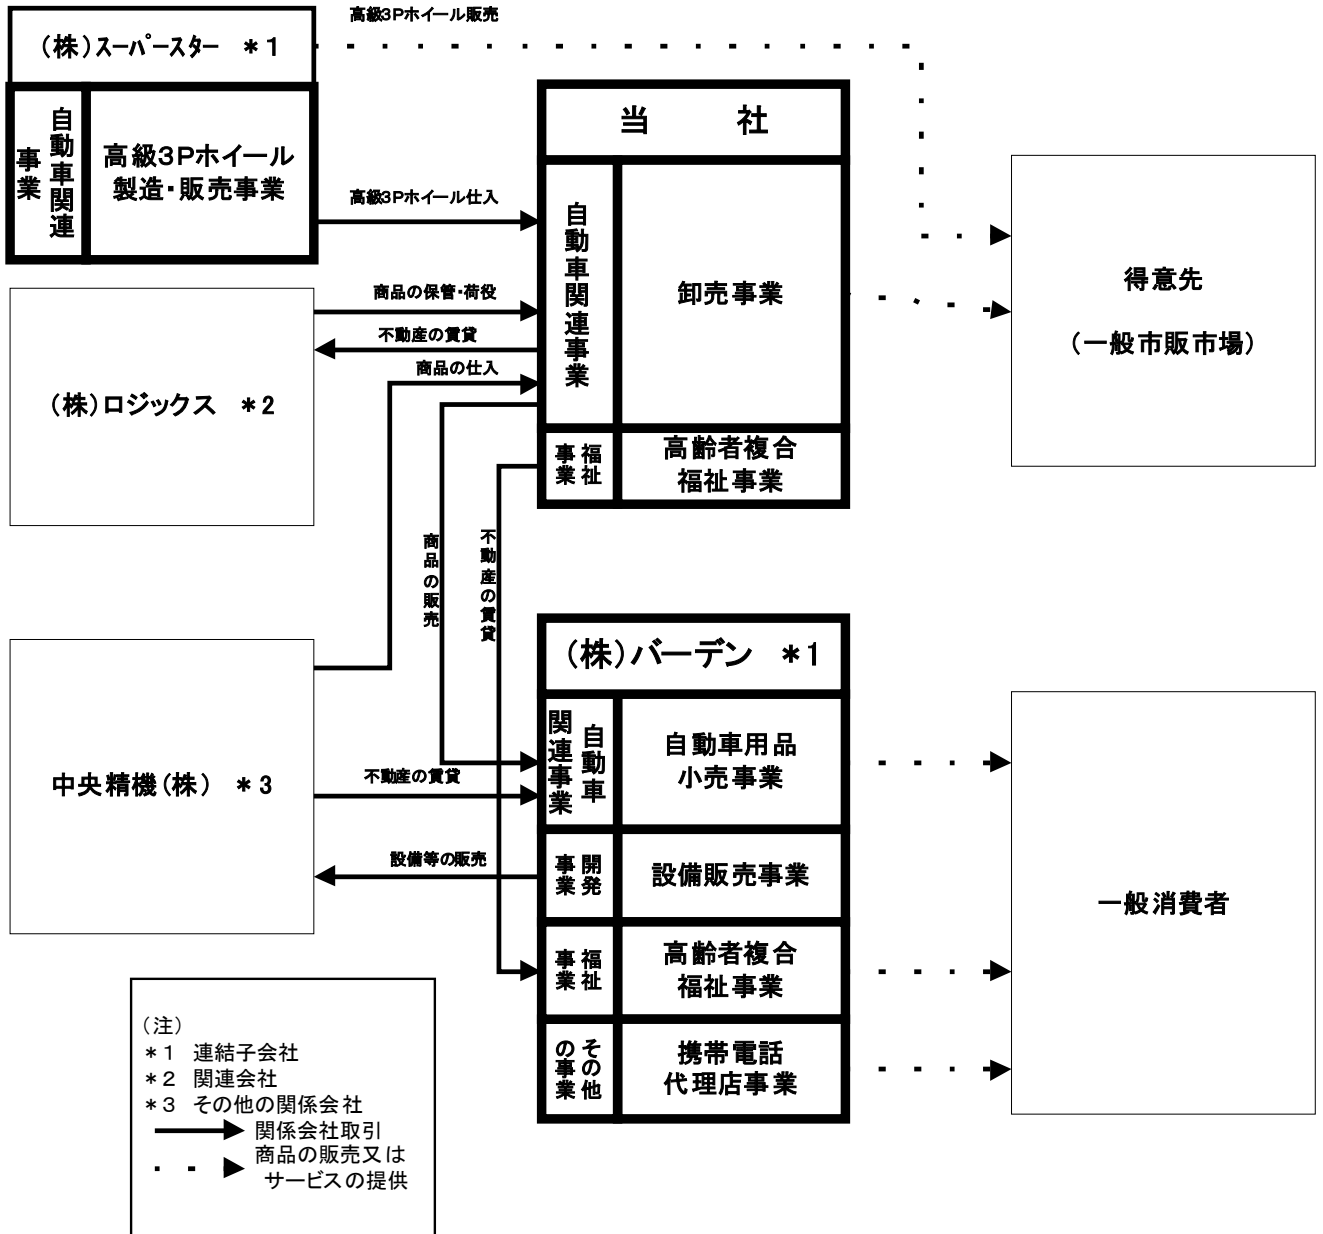 高級3Pホイール販売
(株)スーパースター *1
自動車関連
事業
高級3Pホイール
製造・販売事業
高級3Pホイール仕入
商品の保管・荷役
不動産の賃貸
商品の仕入
(株)ロジックス *2
当 社
自動車関連事業
卸売事業
福祉
事業
高齢者複合
福祉事業
得意先
(一般市販市場)
商品の販売
不動産の賃貸
中央精機(株) *3
不動産の賃貸
設備等の販売
(株)バーデン *1
自動車
関連事業
自動車用品
小売事業
開発
事業
設備販売事業
福祉
事業
高齢者複合
福祉事業
その他
の事業
携帯電話
代理店事業
一般消費者
(注)
*1 連結子会社
*2 関連会社
*3 その他の関係会社
関係会社取引
商品の販売又は
サービスの提供